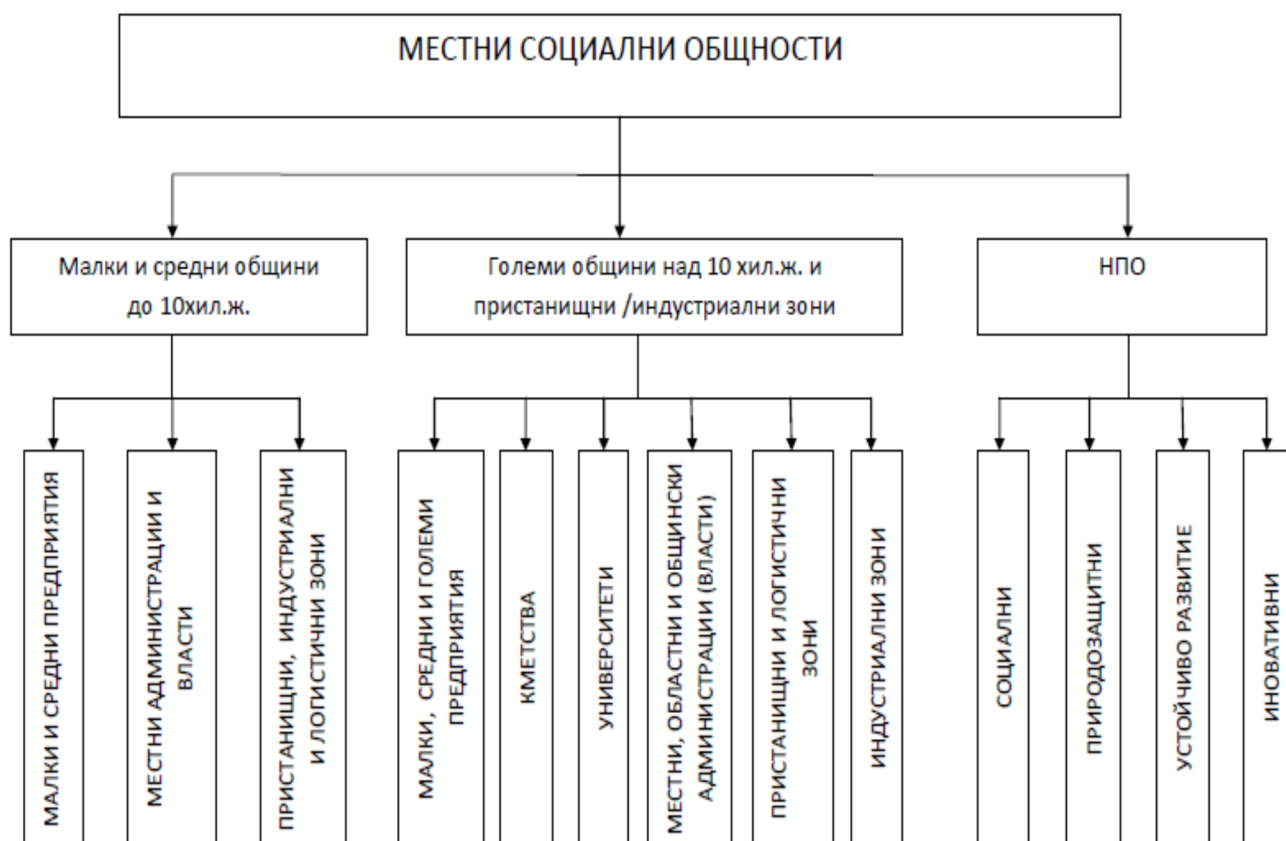 МЕСТНИ СОЦИАЛНИ ОБЩНОСТИ
Малки и средни общини
до 10хил.ж.
Големи общини над 10 хил.ж. и
пристанищни /индустриални зони
НПО
МАЛКИ И СРЕДНИ ПРЕДПРИЯТИЯ
МЕСТНИ АДМИНИСТРАЦИИ И
ВЛАСТИ
ПРИСТАНИЩНИ, ИНДУСТРИАЛНИ
И ЛОГИСТИЧНИ ЗОНИ
МАЛКИ, СРЕДНИ И ГОЛЕМИ
ПРЕДПРИЯТИЯ
КМЕТСТВА
УНИВЕРСИТЕТИ
МЕСТНИ, ОБЛАСТНИ И ОБЩИНСКИ
АДМИНИСТРАЦИИ (ВЛАСТИ)
ПРИСТАНИЩНИ И ЛОГИСТИЧНИ
ЗОНИ
ИНДУСТРИАЛНИ ЗОНИ
СОЦИАЛНИ
ПРИРОДОЗАЩИТНИ
УСТОЙЧИВО РАЗВИТИЕ
ИНОВАТИВНИ